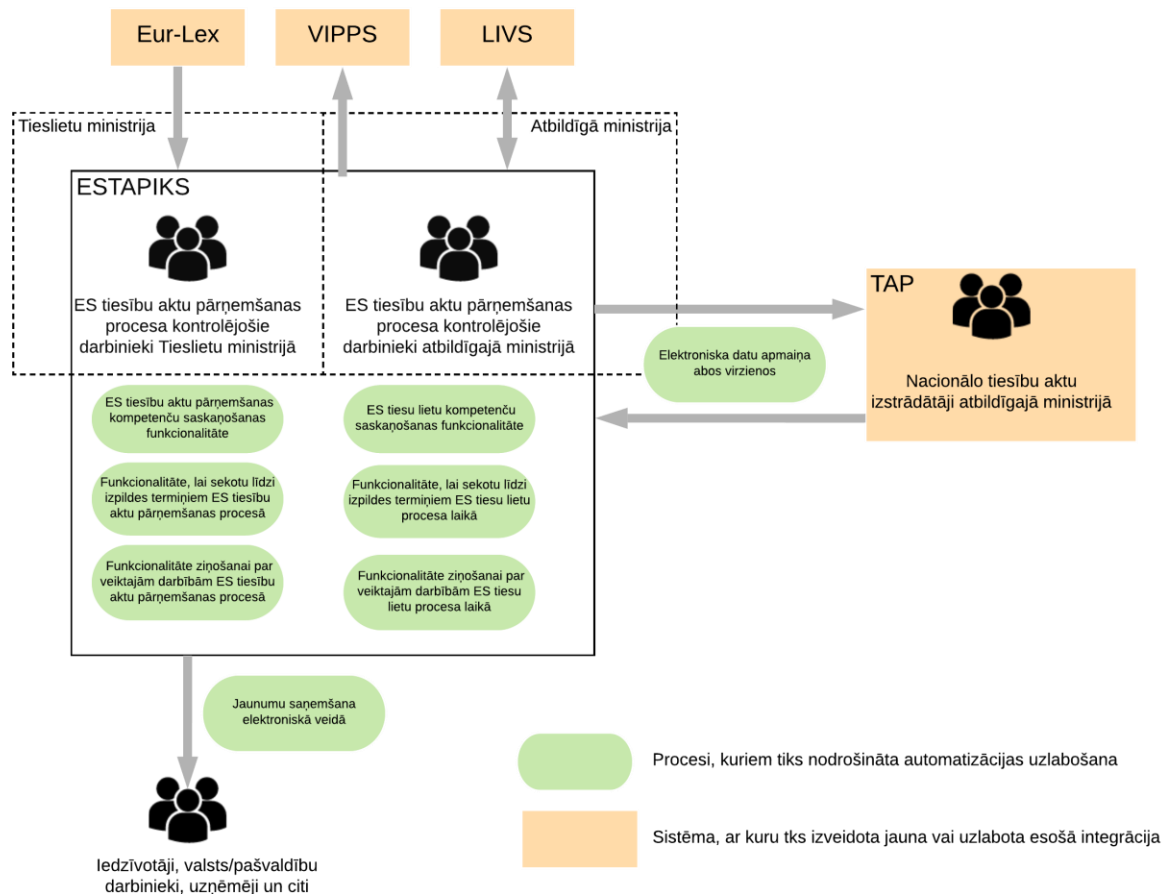 Eur-Lex
VIPPS
LIVS
Tieslietu ministrija
Atbildīgā ministrija
ESTAPIKS
ES tiesību aktu pārņemšanas
procesa kontrolējošie
darbinieki Tieslietu ministrijā
ES tiesību aktu pārņemšanas
procesa kontrolējošie
darbinieki atbildīgajā ministrijā
TAP
Nacionālo tiesību aktu
izstrādātāji atbildīgajā ministrijā
Elektroniska datu apmaiņa
abos virzienos
ES tiesību aktu pārņemšanas
kompetenču saskaņošanas
funkcionalitāte
ES tiesu lietu kompetenču
saskaņošanas funkcionalitāte
Funkcionalitāte, lai sekotu līdzi
izpildes termiņiem ES tiesību
aktu pārņemšanas procesā
Funkcionalitāte, lai sekotu līdzi
izpildes termiņiem ES tiesu lietu
procesa laikā
Funkcionalitāte ziņošanai par
veiktajām darbībām ES tiesību
aktu pārņemšanas procesā
Funkcionalitāte ziņošanai par
veiktajām darbībām ES tiesu
lietu procesa laikā
Jaunumu saņemšana
elektroniskā veidā
Iedzīvotāji, valsts/pašvaldību
darbinieki, uzņēmēji un citi
Procesi, kuriem tiks nodrošināta automatizācijas uzlabošana
Sistēma, ar kuru tks izveidota jauna vai uzlabota esošā integrācija